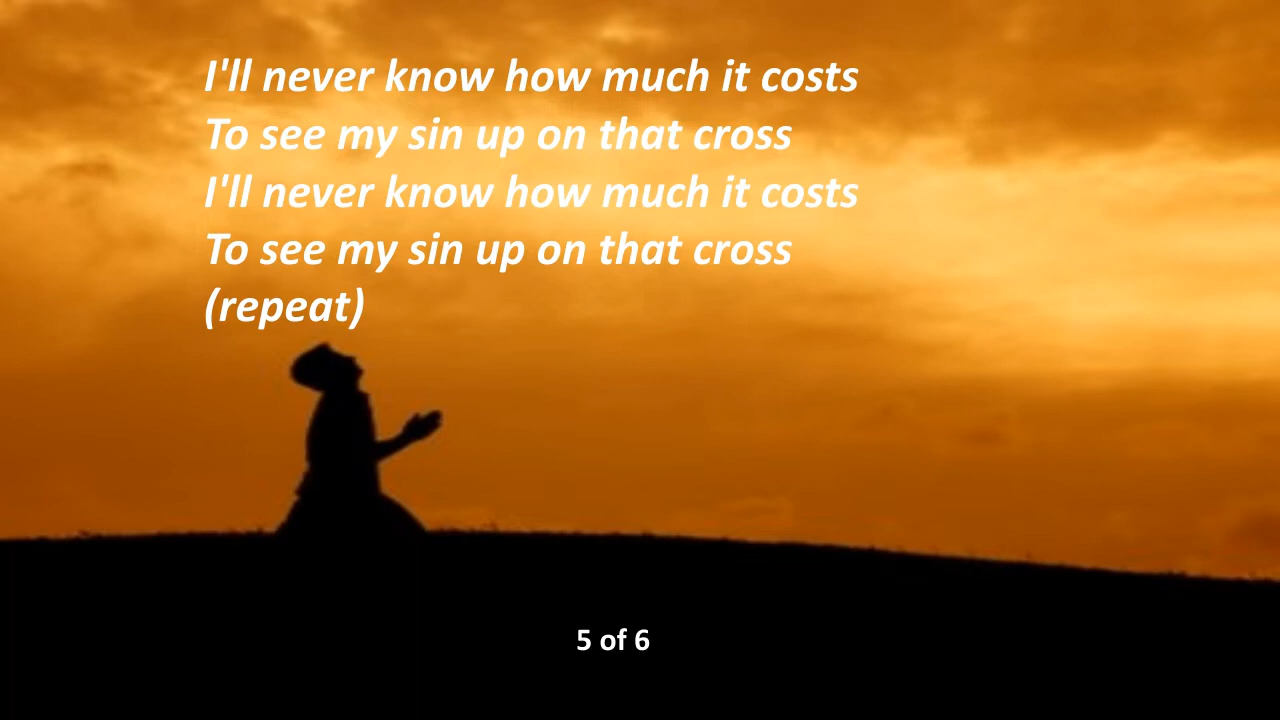 I'll never know how much it costs
To see my sin up on that cross
I'll never know how much it costs
To see my sin up on that cross
(repeat)
5 of 6